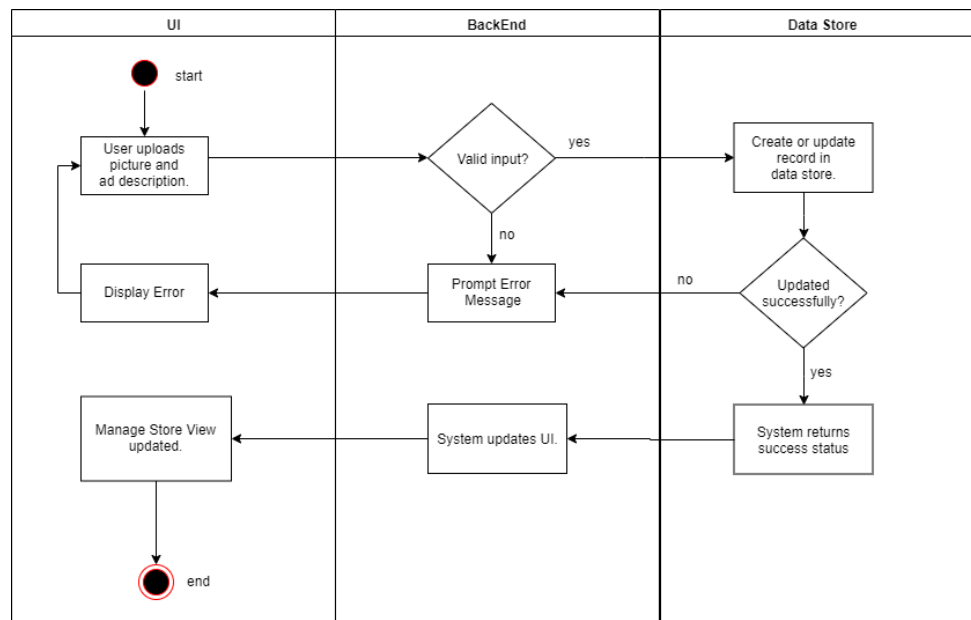 UI
BackEnd
Data Store
start
User uploads
picture and
ad description.
Valid input?
yes
Create or update
record in
data store.
no
Display Error
Prompt Error
Message
no
Updated
successfully?
yes
Manage Store View
updated.
System updates UI.
System returns
success status
end